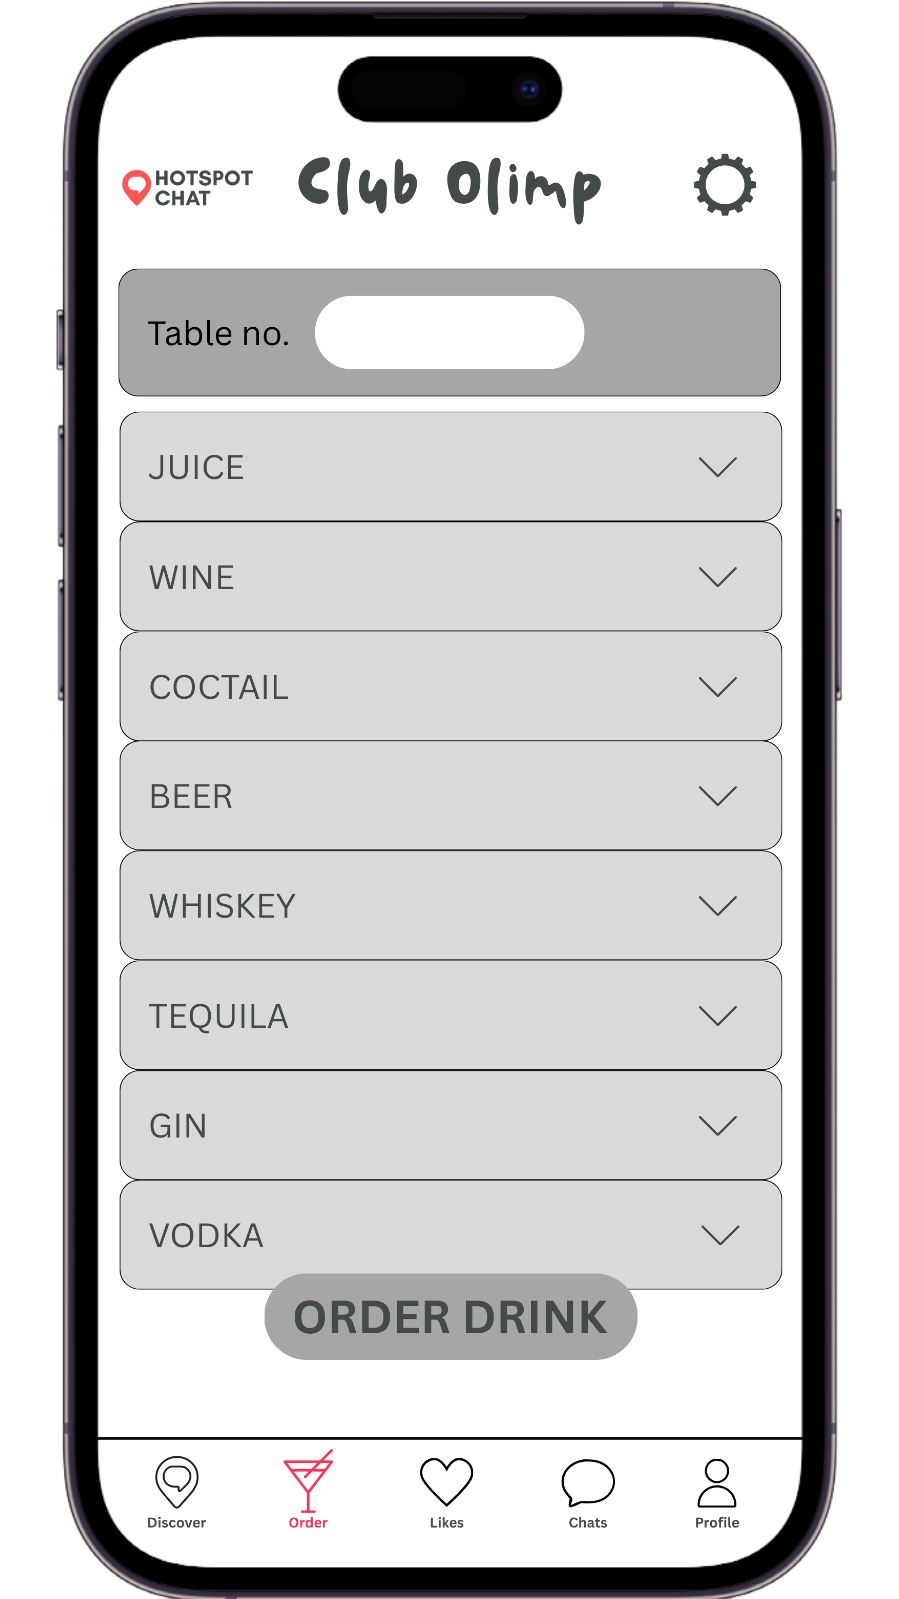 HOTSPOT
CHAT
Club Olimp
Table no.
JUICE
WINE
COCTAIL
BEER
WHISKEY
TEQUILA
GIN
VODKA
ORDER DRINK
Discover
Order
Likes
Chats
Profile